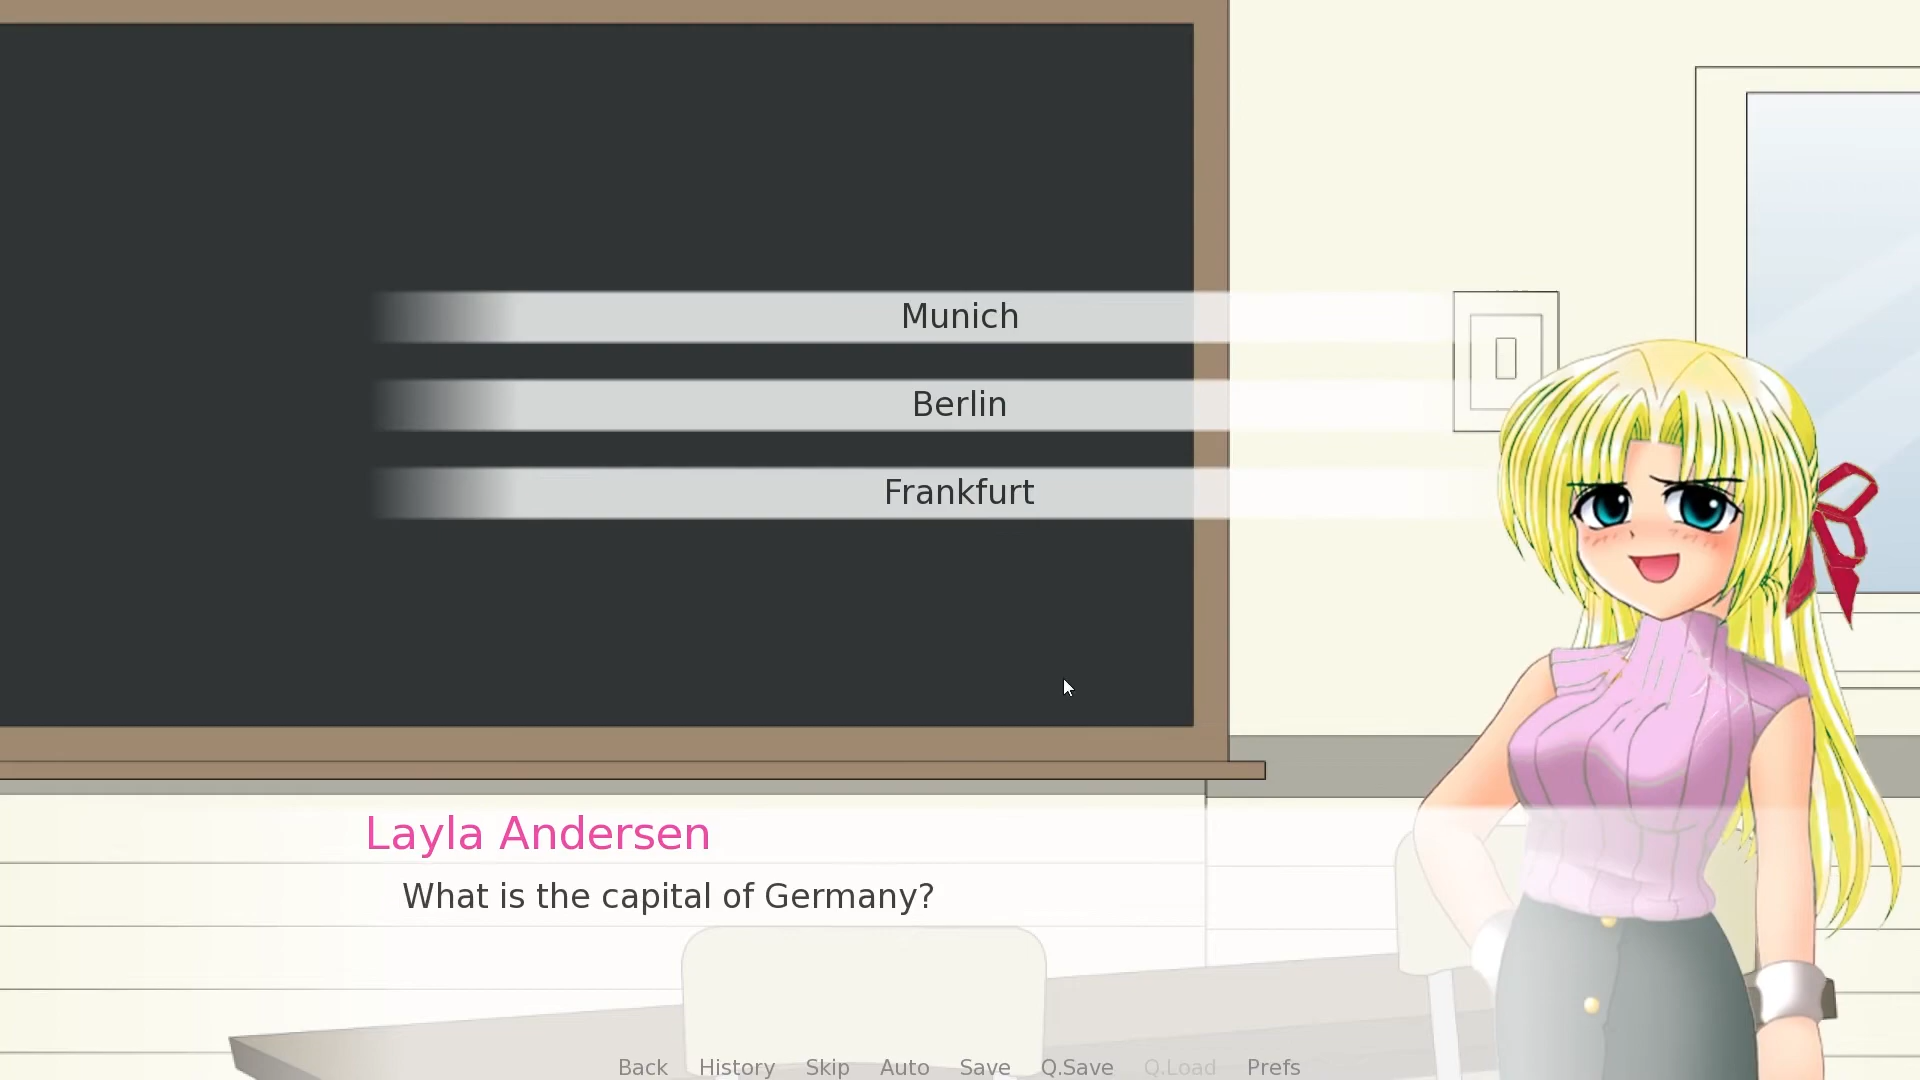 Munich
Berlin
Frankfurt
Layla Andersen
What is the capital of Germany?
Back History Skip Auto Save Q.Save Q.Load Prefs